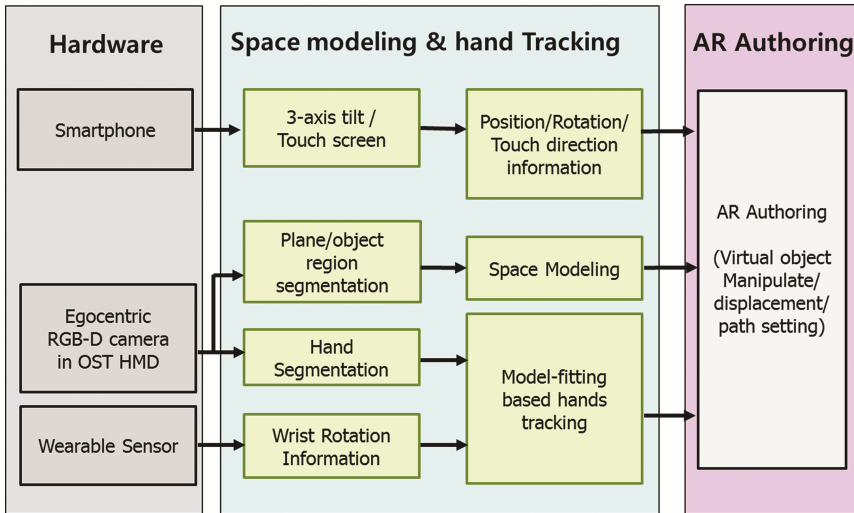 Hardware
Space modeling & hand Tracking
AR Authoring
Smartphone
3-axis tilt /
Touch screen
Position/Rotation/
Touch direction
information
Plane/object
region
segmentation
Space Modeling
Egocentric
RGB-D camera
in OST HMD
Hand
Segmentation
Model-fitting
based hands
tracking
Wearable Sensor
Wrist Rotation
Information
AR Authoring
(Virtual object
Manipulate/
displacement/
path setting)